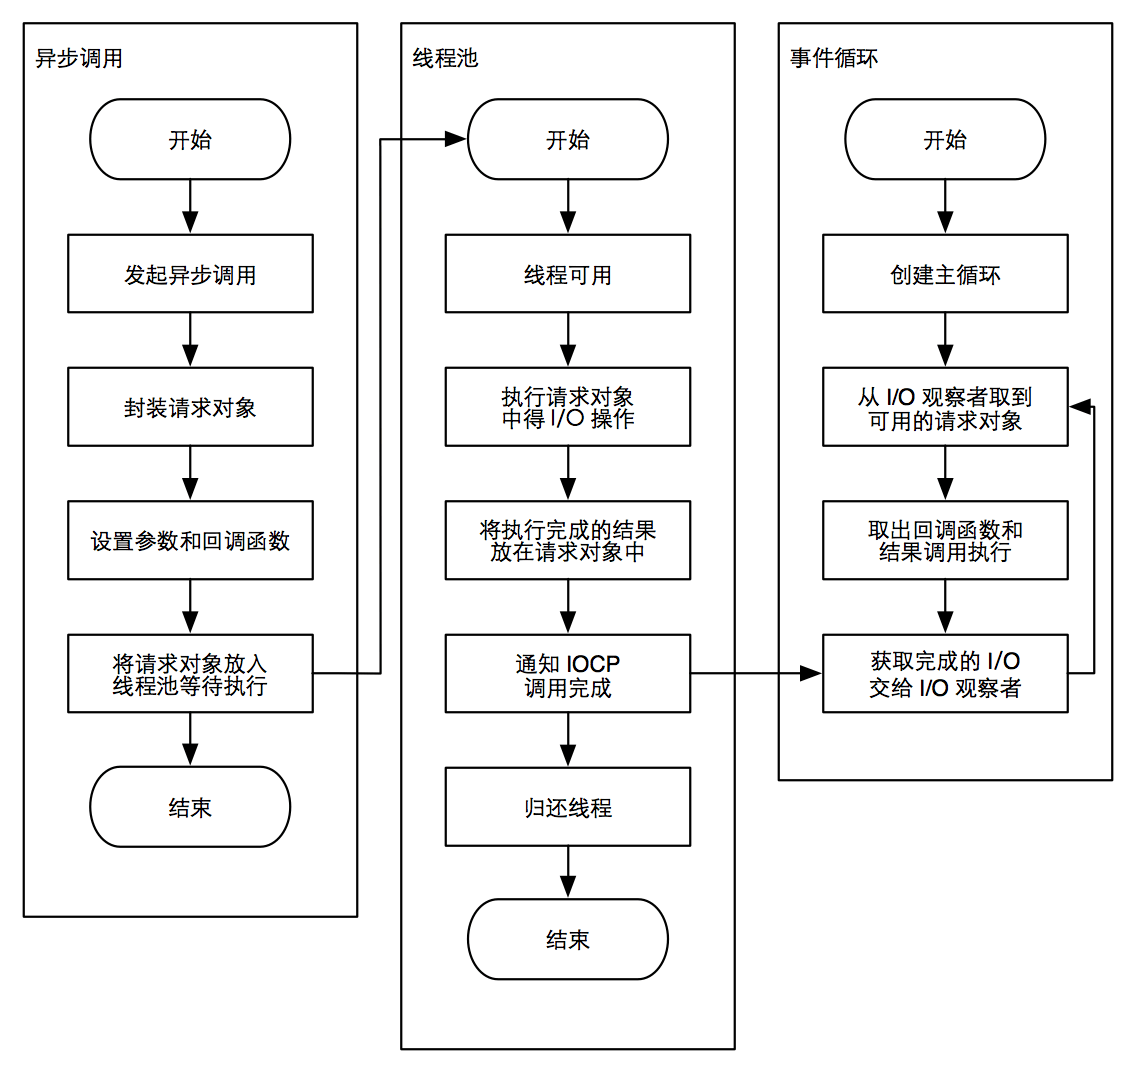 异步调用
开始
发起异步调用
封装请求对象
设置参数和回调函数
将请求对象放入
线程池等待执行
结束
线程池
开始
线程可用
执行请求对象
中得 I/O 操作
将执行完成的结果
放在请求对象中
通知 IOCP
调用完成
归还线程
结束
事件循环
开始
创建主循环
从 I/O 观察者取到
可用的请求对象
取出回调函数和
结果调用执行
获取完成的 I/O
交给 I/O 观察者